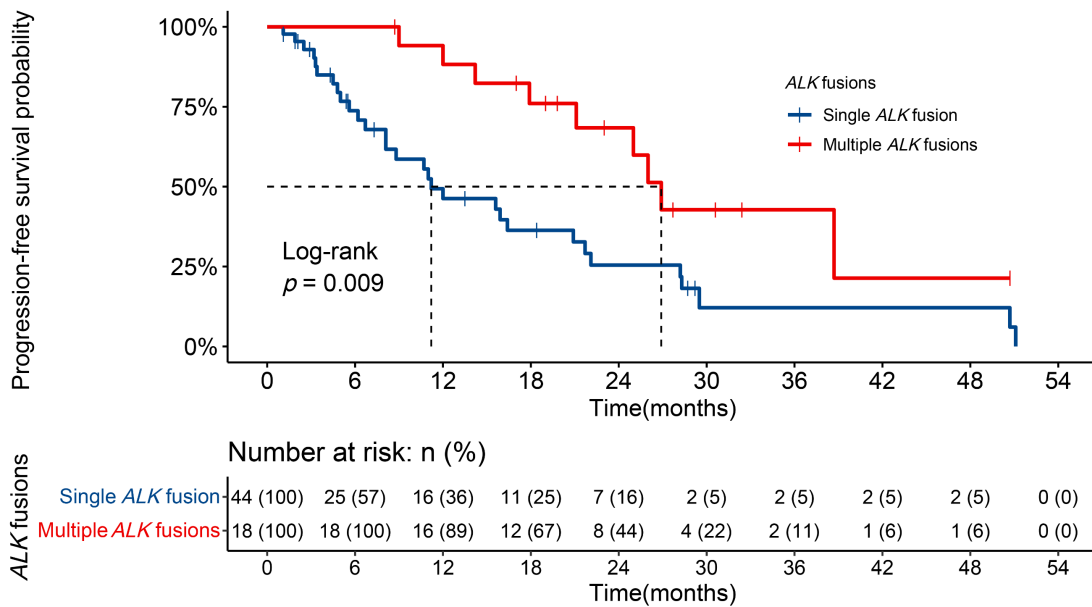 Progression-free survival probability
100%
75%
50%
25%
0%
ALK fusions
Single ALK fusion
Multiple ALK fusions
Log-rank
p = 0.009
0 6 12 18 24 30 36 42 48 54
Time(months)
Number at risk: n (%)
ALK fusions
Single ALK fusion 44 (100) 25 (57) 16 (36) 11 (25) 7 (16) 2 (5) 2 (5) 2 (5) 2 (5) 0 (0)
Multiple ALK fusions 18 (100) 18 (100) 16 (89) 12 (67) 8 (44) 4 (22) 2 (11) 1 (6) 1 (6) 0 (0)
0 6 12 18 24 30 36 42 48 54
Time(months)